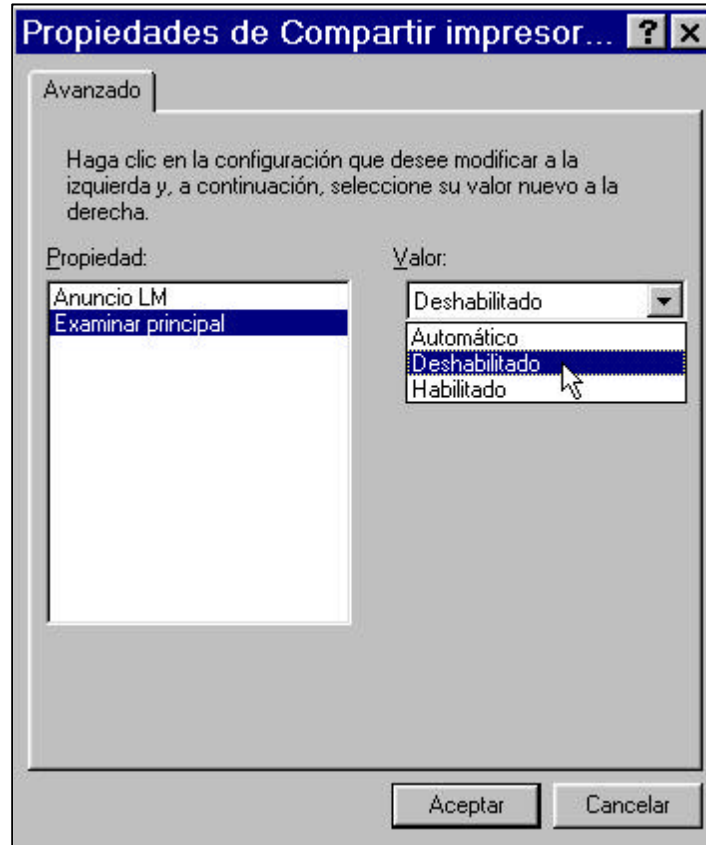 Propiedades de Compartir impresor...
Avanzado
Haga clic en la configuración que desee modificar a la
izquierda y, a continuación, seleccione su valor nuevo a la
derecha.
Propiedad:
Valor:
Anuncio LM
Examinar principal
Deshabilitado
Automático
Deshabilitado
Habilitado
Aceptar
Cancelar